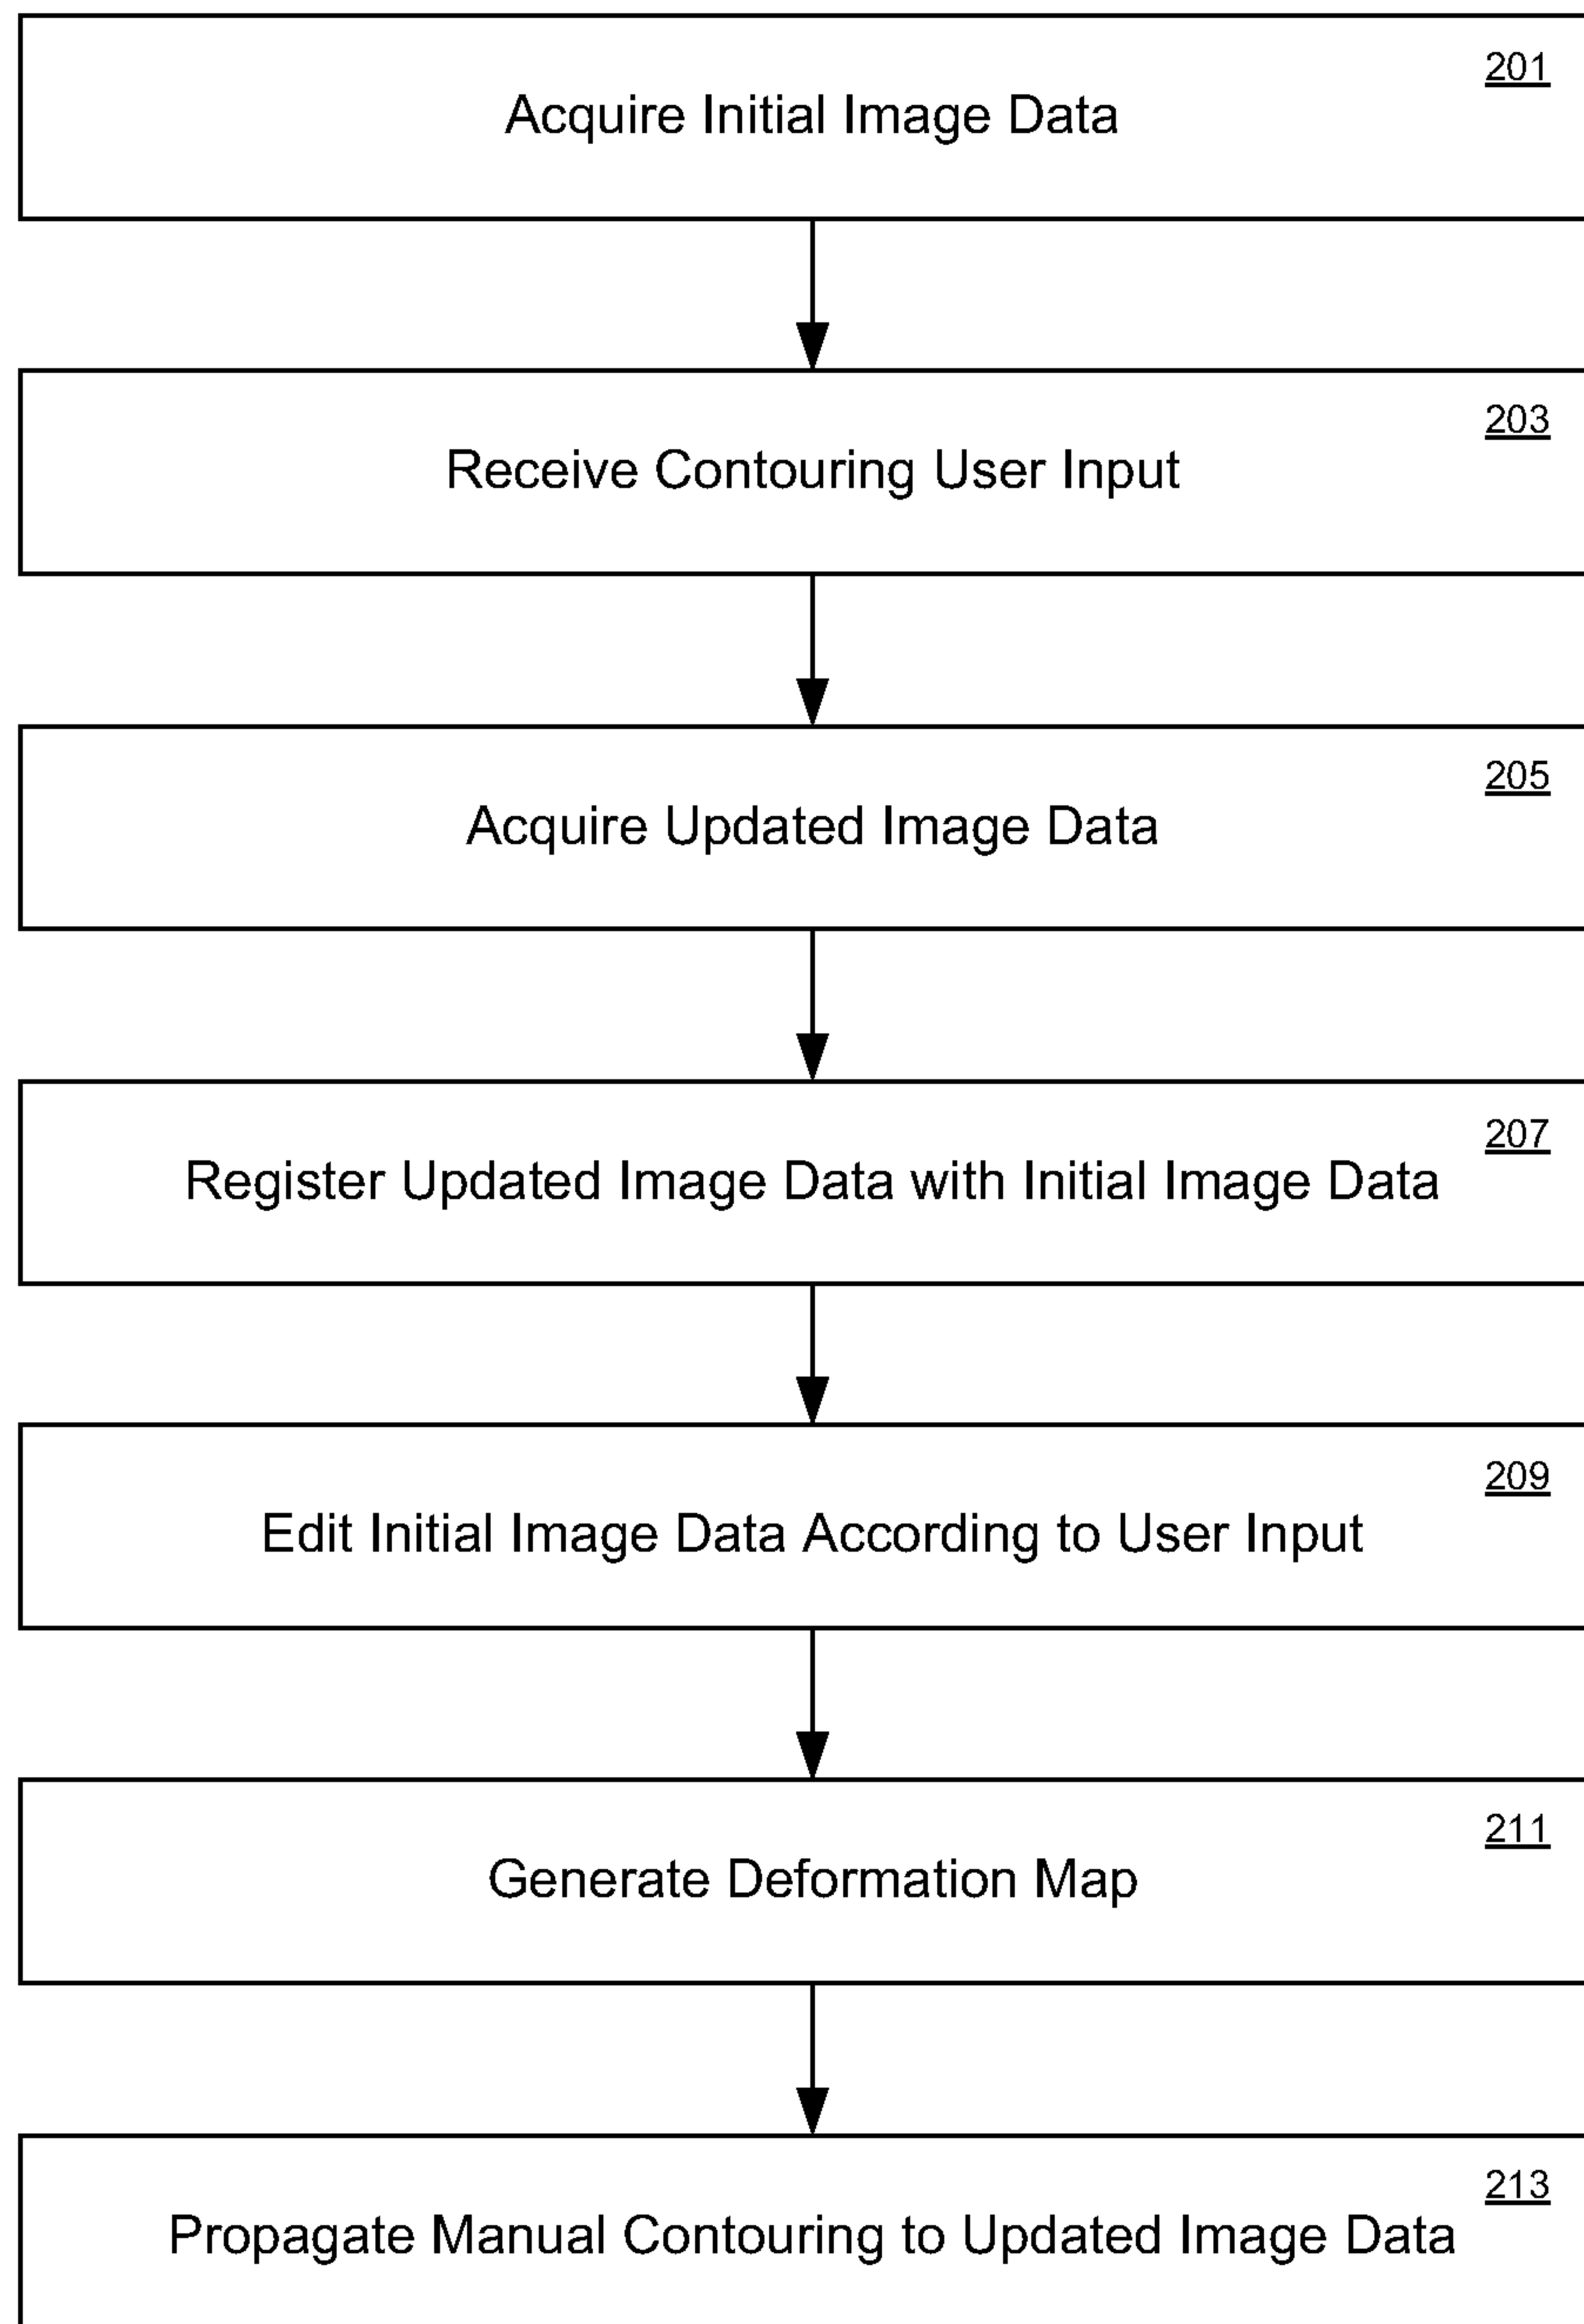 201
Acquire Initial Image Data
203
Receive Contouring User Input
205
Acquire Updated Image Data
207
Register Updated Image Data with Initial Image Data
209
Edit Initial Image Data According to User Input
211
Generate Deformation Map
213
Propagate Manual Contouring to Updated Image Data